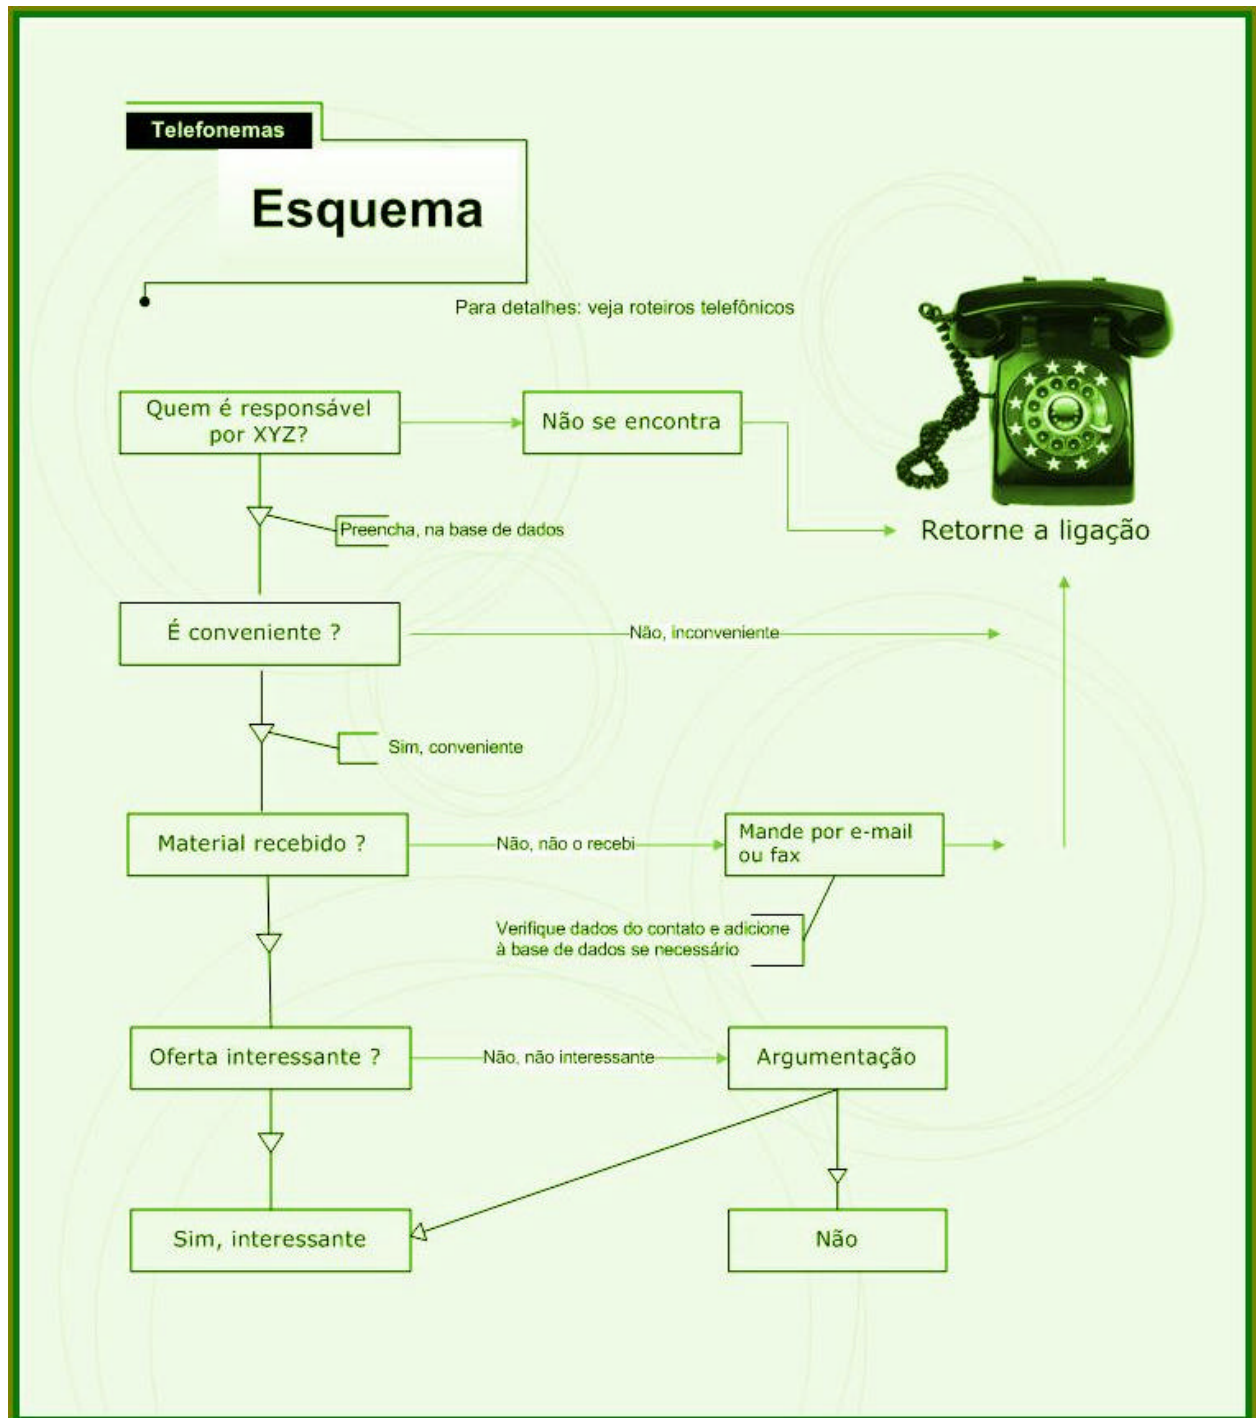 Telefonemas
Esquema
Para detalhes: veja roteiros telefônicos
Quem é responsável
por XYZ?
Não se encontra
Preencha, na base de dados
Retorne a ligação
É conveniente ?
Não, inconveniente
Sim, conveniente
Material recebido ?
Não, não o recebi
Mande por e-mail
ou fax
Verifique dados do contato e adicione
à base de dados se necessário
Oferta interessante ?
Não, não interessante
Argumentação
Sim, interessante
Não